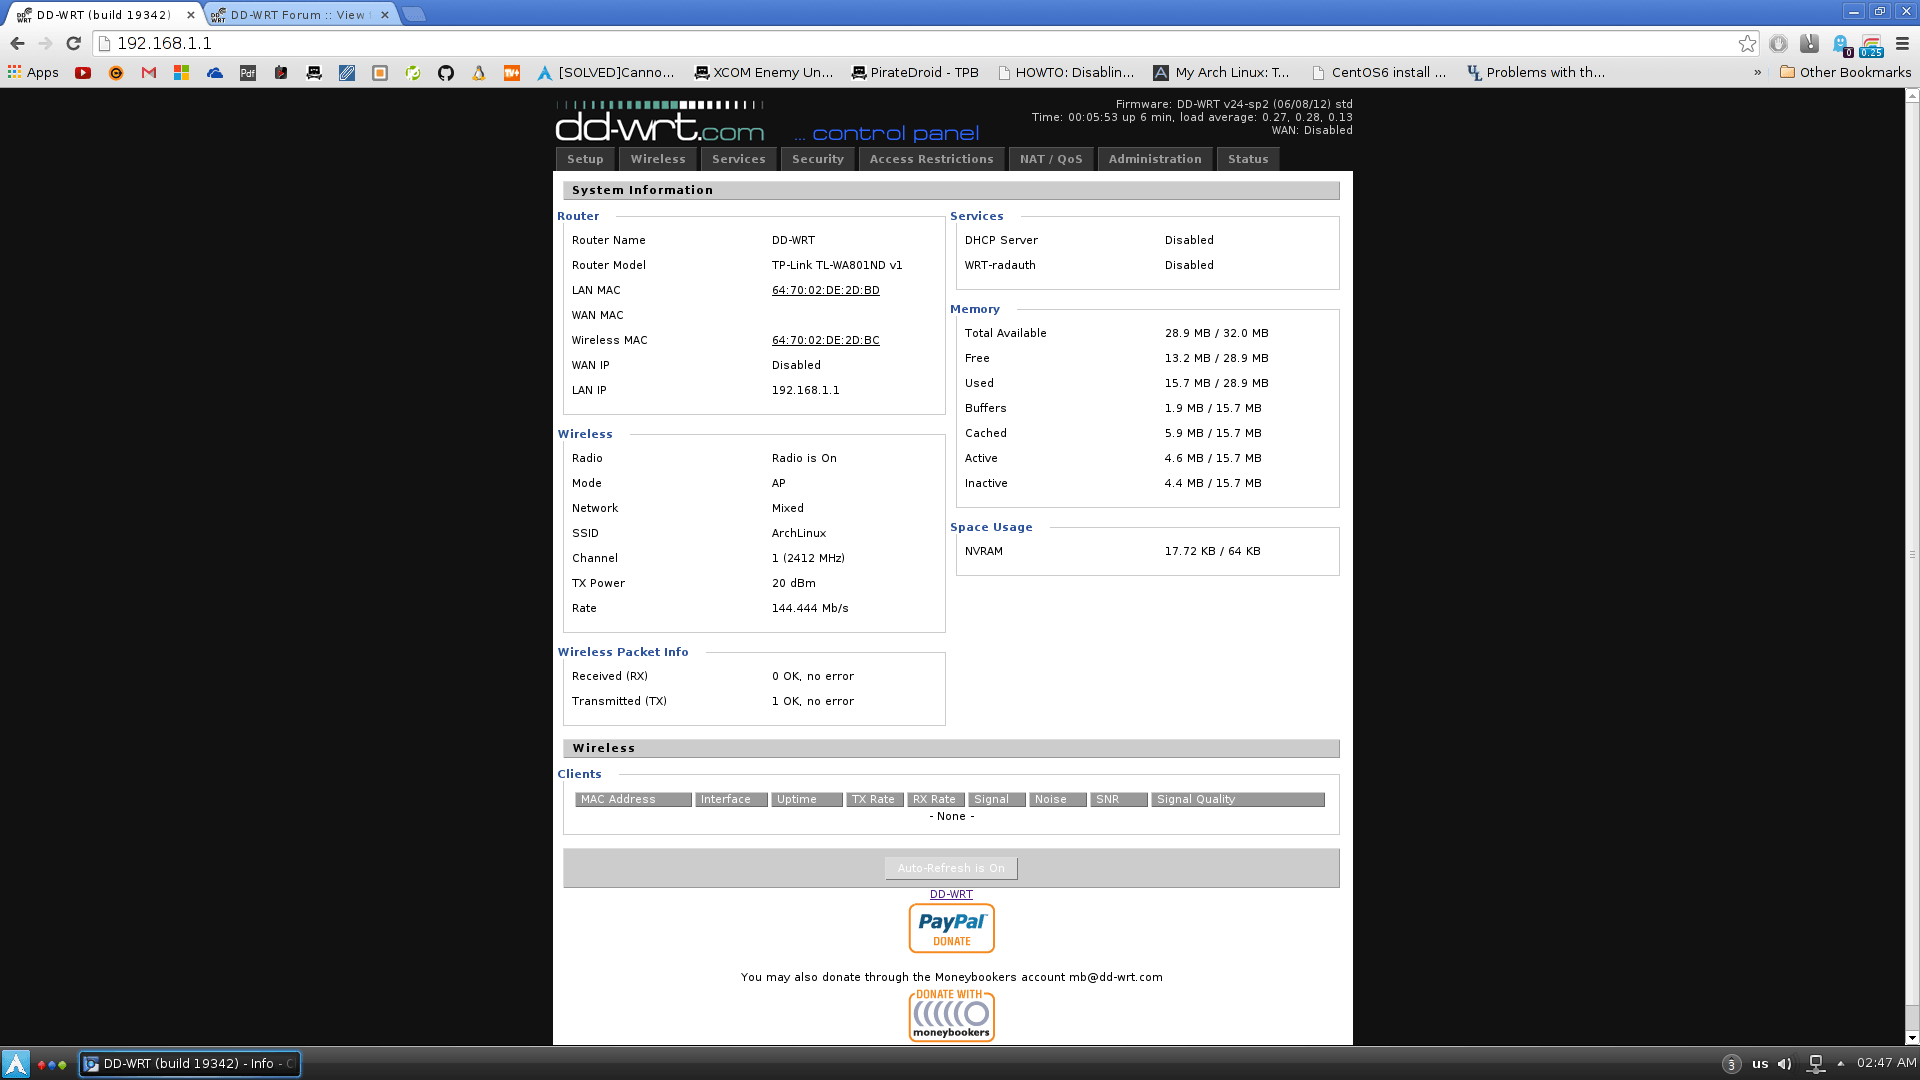 DD-WRT (build 19342)
DD-WRT Forum :: View
192.168.1.1
0
0.25
Apps
Pdf
[SOLVED]Canno...
XCOM Enemy Un...
PirateDroid - TPB
HOWTO: Disablin...
My Arch Linux: T...
CentOS6 install ...
Problems with th...
»
Other Bookmarks
dd-wrt.com
... control panel
Firmware: DD-WRT v24-sp2 (06/08/12) std
Time: 00:05:53 up 6 min, load average: 0.27, 0.28, 0.13
WAN: Disabled
Setup Wireless Services Security Access Restrictions NAT / QoS Administration Status
System Information
Router
Router Name DD-WRT
Router Model TP-Link TL-WA801ND v1
LAN MAC 64:70:02:DE:2D:BD
WAN MAC
Wireless MAC 64:70:02:DE:2D:BC
WAN IP Disabled
LAN IP 192.168.1.1
Wireless
Radio Radio is On
Mode AP
Network Mixed
SSID ArchLinux
Channel 1 (2412 MHz)
TX Power 20 dBm
Rate 144.444 Mb/s
Wireless Packet Info
Received (RX) 0 OK, no error
Transmitted (TX) 1 OK, no error
Services
DHCP Server Disabled
WRT-radauth Disabled
Memory
Total Available 28.9 MB / 32.0 MB
Free 13.2 MB / 28.9 MB
Used 15.7 MB / 28.9 MB
Buffers 1.9 MB / 15.7 MB
Cached 5.9 MB / 15.7 MB
Active 4.6 MB / 15.7 MB
Inactive 4.4 MB / 15.7 MB
Space Usage
NVRAM 17.72 KB / 64 KB
Wireless
Clients
MAC Address Interface Uptime TX Rate RX Rate Signal Noise SNR Signal Quality
- None -
Auto-Refresh is On
DD-WRT
PayPal
DONATE
You may also donate through the Moneybookers account mb@dd-wrt.com
DONATE WITH
moneybookers
DD-WRT (build 19342) - Info - C
3
us
02:47 AM